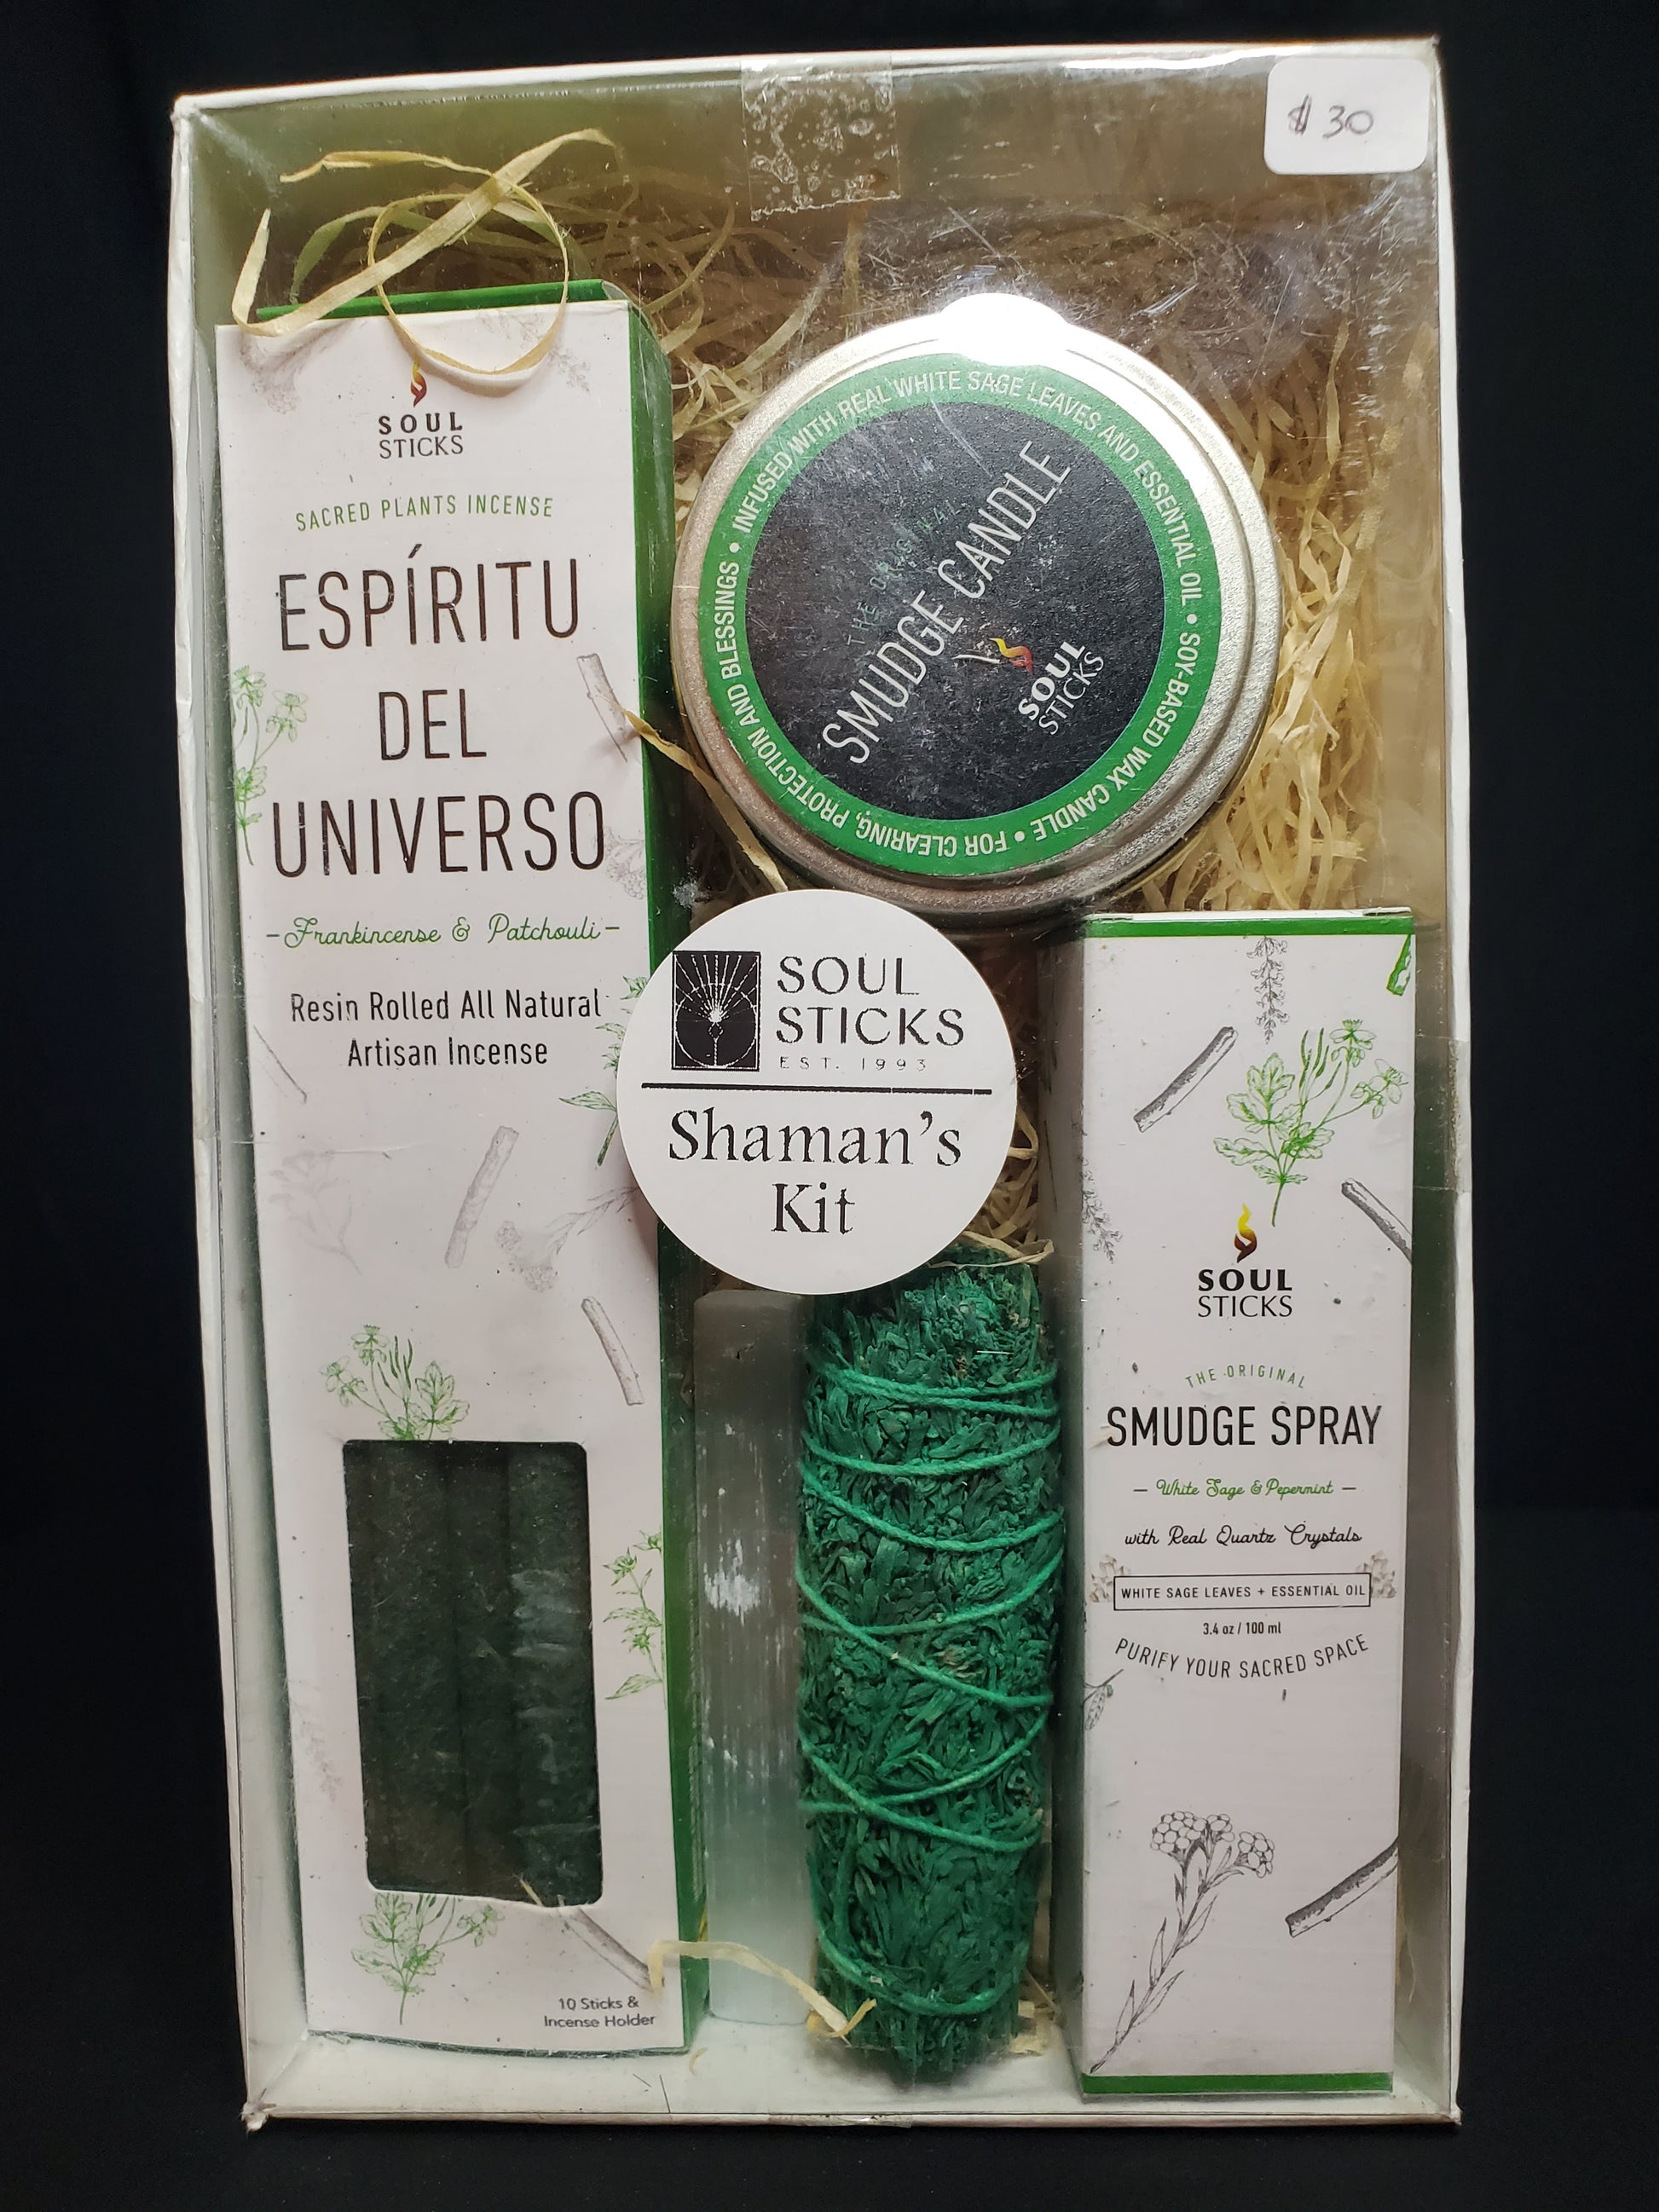 $30
SOUL
STICKS
SACRED PLANTS INCENSE
ESPÍRITU
DEL
UNIVERSO
-Frankincense & Patchouli-
Resin Rolled All Natural
Artisan Incense
10 Sticks &
Incense Holder
INFUSED WITH REAL WHITE SAGE LEAVES AND ESSENTIAL OIL • SOY-BASED WAX CANDLE • FOR CLEARING, PROTECTION AND BLESSINGS •
THE ORIGINAL
SMUDGE CANDLE
SOUL
STICKS
SOUL
STICKS
EST. 1993
Shaman's
Kit
SOUL
STICKS
THE ORIGINAL
SMUDGE SPRAY
— White Sage & Pepermint —
with Real Quartz Crystals
WHITE SAGE LEAVES + ESSENTIAL OIL
3.4 oz / 100 ml
PURIFY YOUR SACRED SPACE